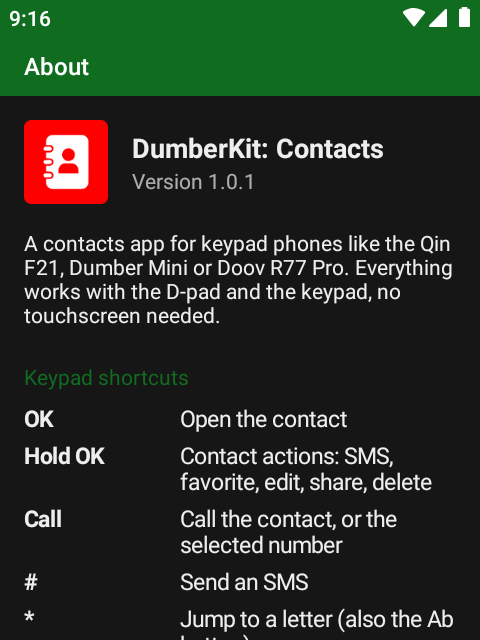 9:16
About
DumberKit: Contacts
Version 1.0.1
A contacts app for keypad phones like the Qin
F21, Dumber Mini or Doov R77 Pro. Everything
works with the D-pad and the keypad, no
touchscreen needed.
Keypad shortcuts
OK Open the contact
Hold OK Contact actions: SMS,
favorite, edit, share, delete
Call Call the contact, or the
selected number
# Send an SMS
* Jump to a letter (also the Ab